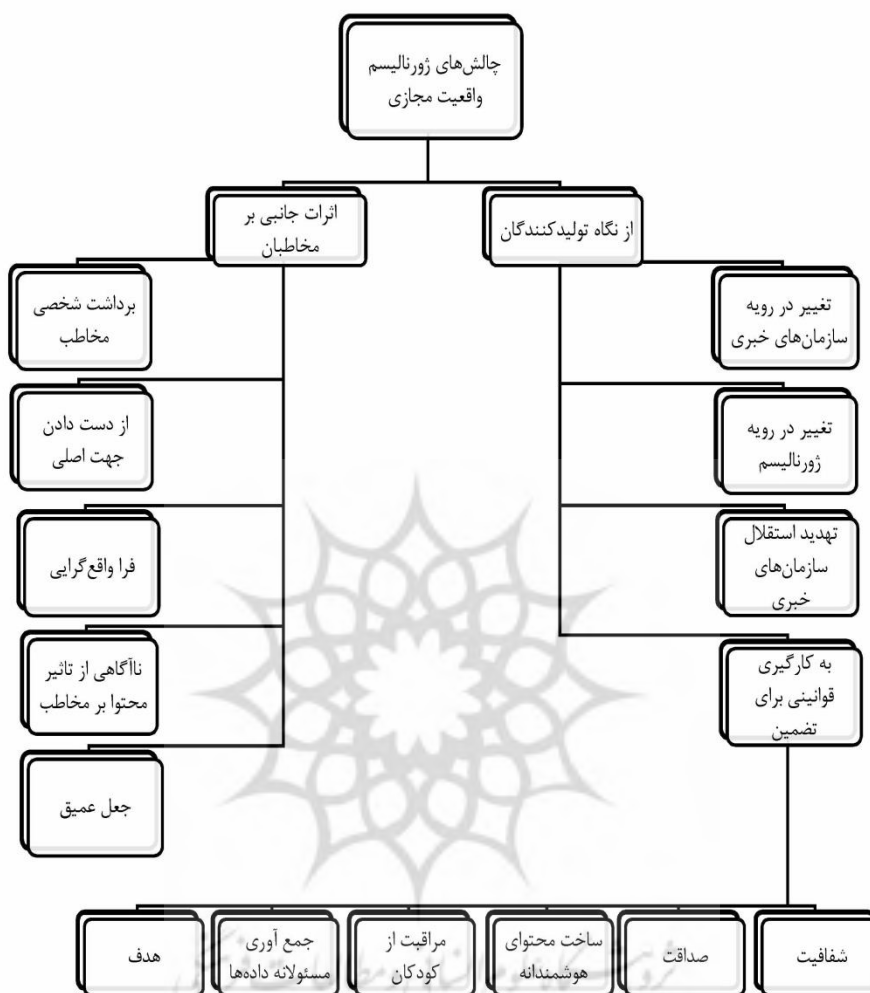 چالش‌های ژورنالیسم
واقعیت مجازی
از نگاه تولیدکنندگان
اثرات جانبی بر
مخاطبان
تغییر در رویه
سازمان‌های خبری
تغییر در رویه
ژورنالیسم
تهدید استقلال
سازمان‌های
خبری
به کارگیری
قوانینی برای
تضمین
برداشت شخصی
مخاطب
از دست دادن
جهت اصلی
فرا واقع‌گرایی
ناآگاهی از تاثیر
محتوا بر مخاطب
جعل عمیق
شفافیت
صداقت
ساخت محتوای
هوشمندانه
مراقبت از
کودکان
جمع آوری
مسئولانه داده‌ها
هدف